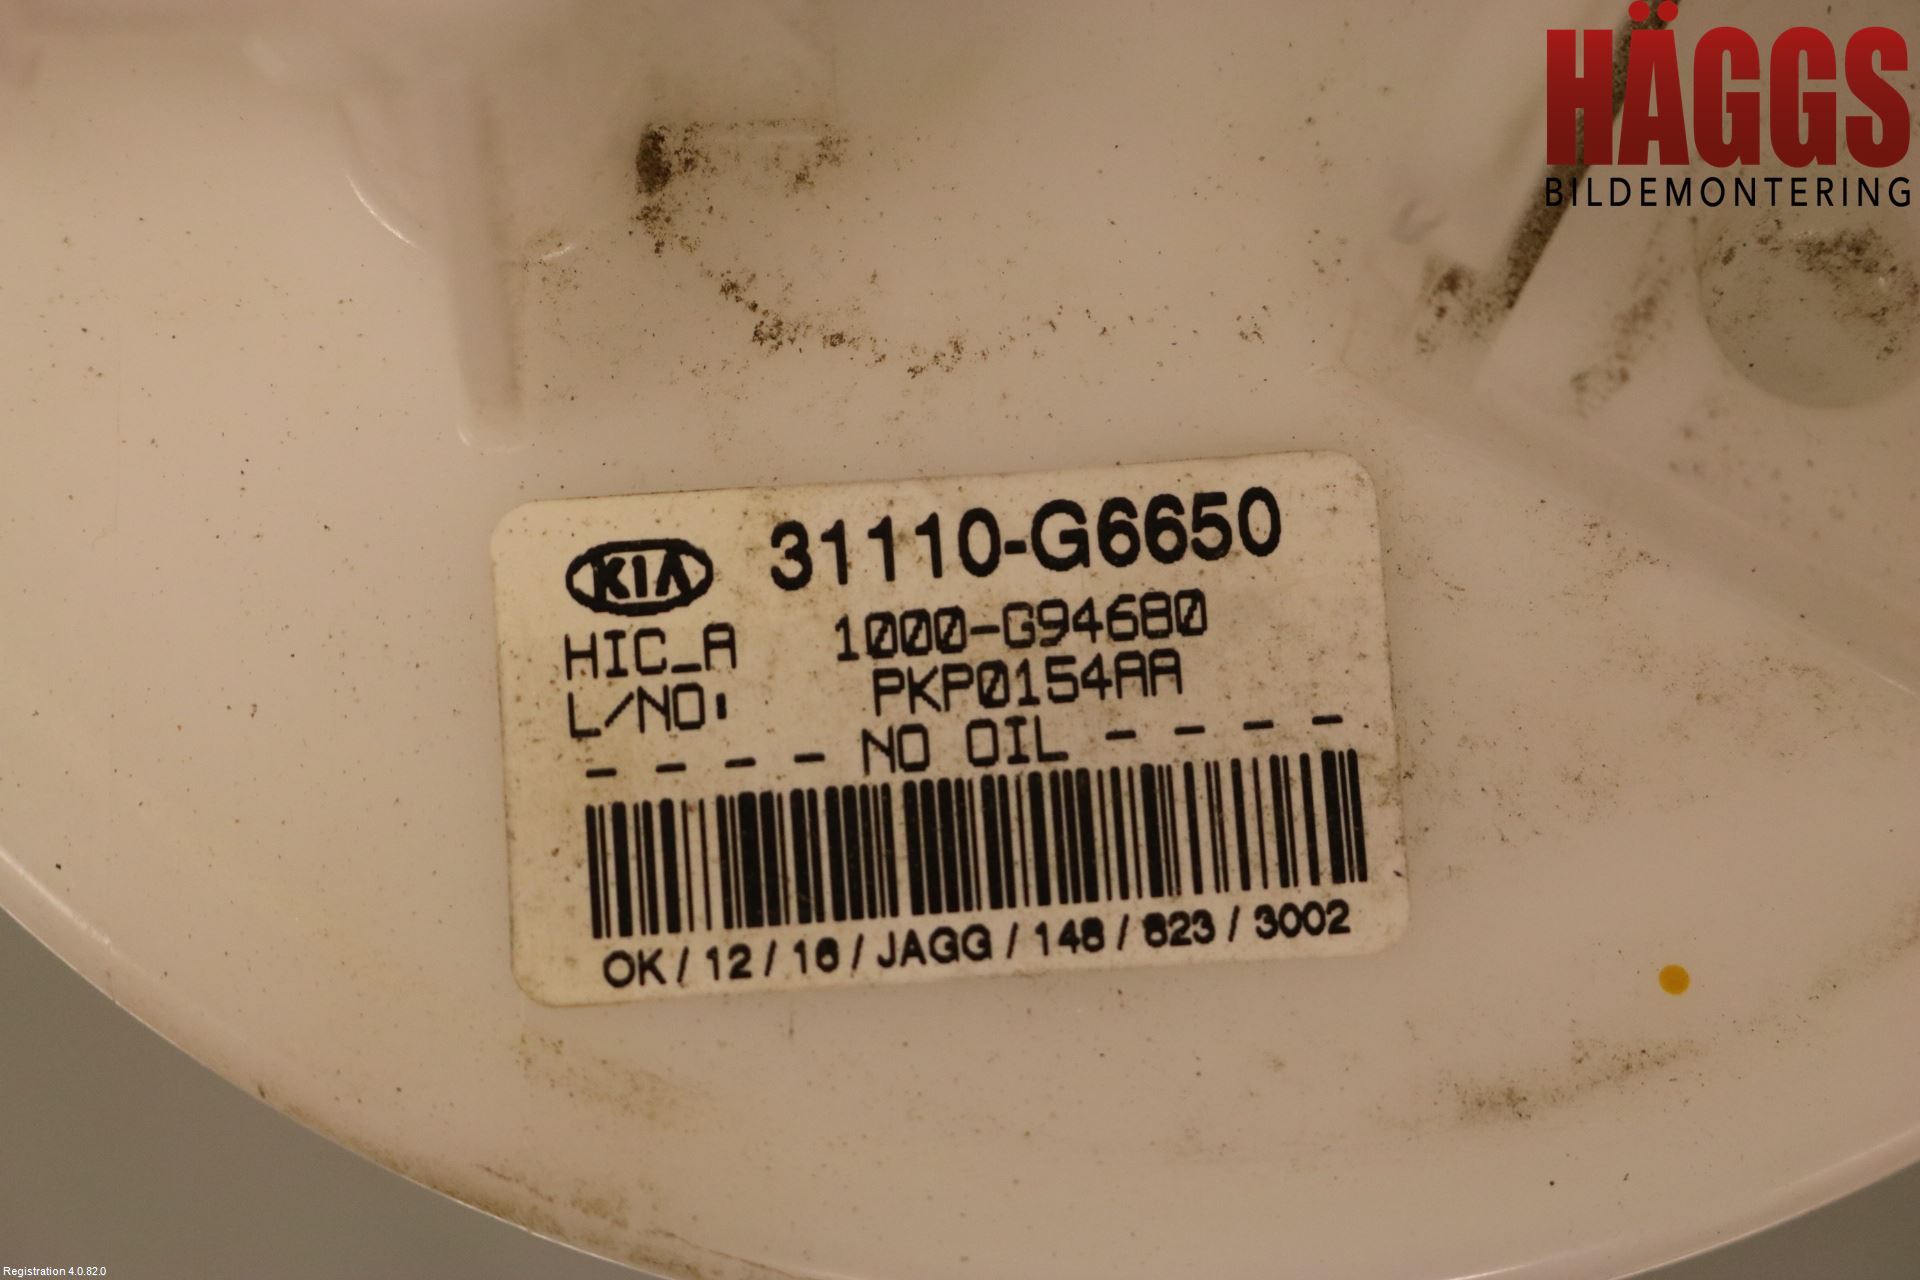 HÄGGS
BILDEMONTERING
KIA 31110-G6650
HIC_A 1000-G94680
L/NO: PKP0154AA
- - - - NO OIL - - - -
OK / 12 / 16 / JAGG / 148 / 823 / 3002
Registration 4.0.82.0